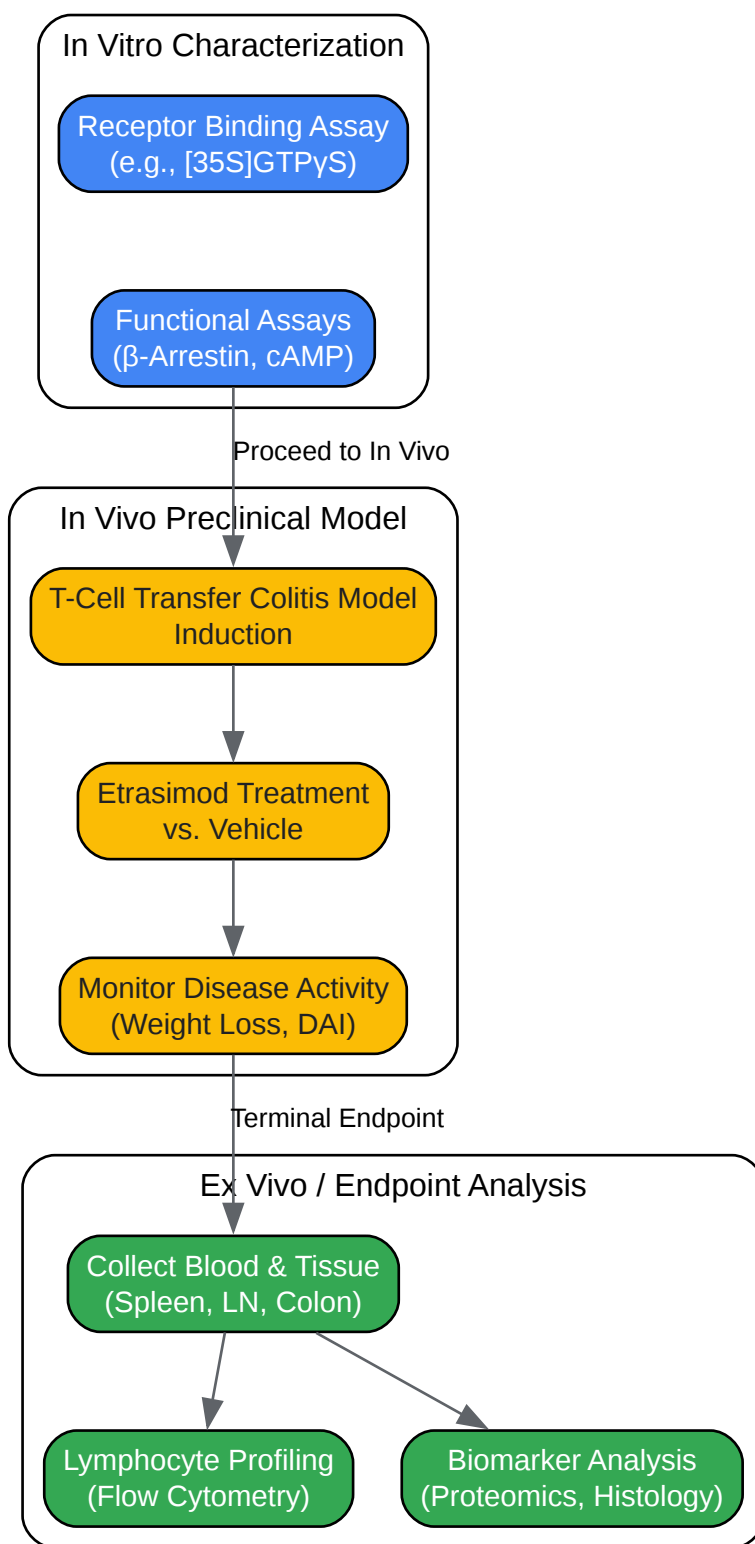 In Vitro Characterization
Receptor Binding Assay
(e.g., [35S]GTPγS)
Functional Assays
(β-Arrestin, cAMP)
Proceed to In Vivo
In Vivo Preclinical Model
T-Cell Transfer Colitis Model
Induction
Etrasimod Treatment
vs. Vehicle
Monitor Disease Activity
(Weight Loss, DAI)
Terminal Endpoint
Ex Vivo / Endpoint Analysis
Collect Blood & Tissue
(Spleen, LN, Colon)
Lymphocyte Profiling
(Flow Cytometry)
Biomarker Analysis
(Proteomics, Histology)